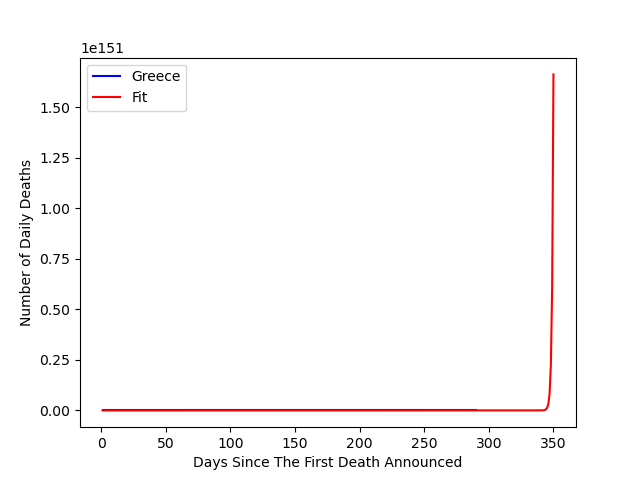 1e151
Greece
Fit
1.50
1.25
1.00
0.75
0.50
0.25
0.00
Number of Daily Deaths
0 50 100 150 200 250 300 350
Days Since The First Death Announced